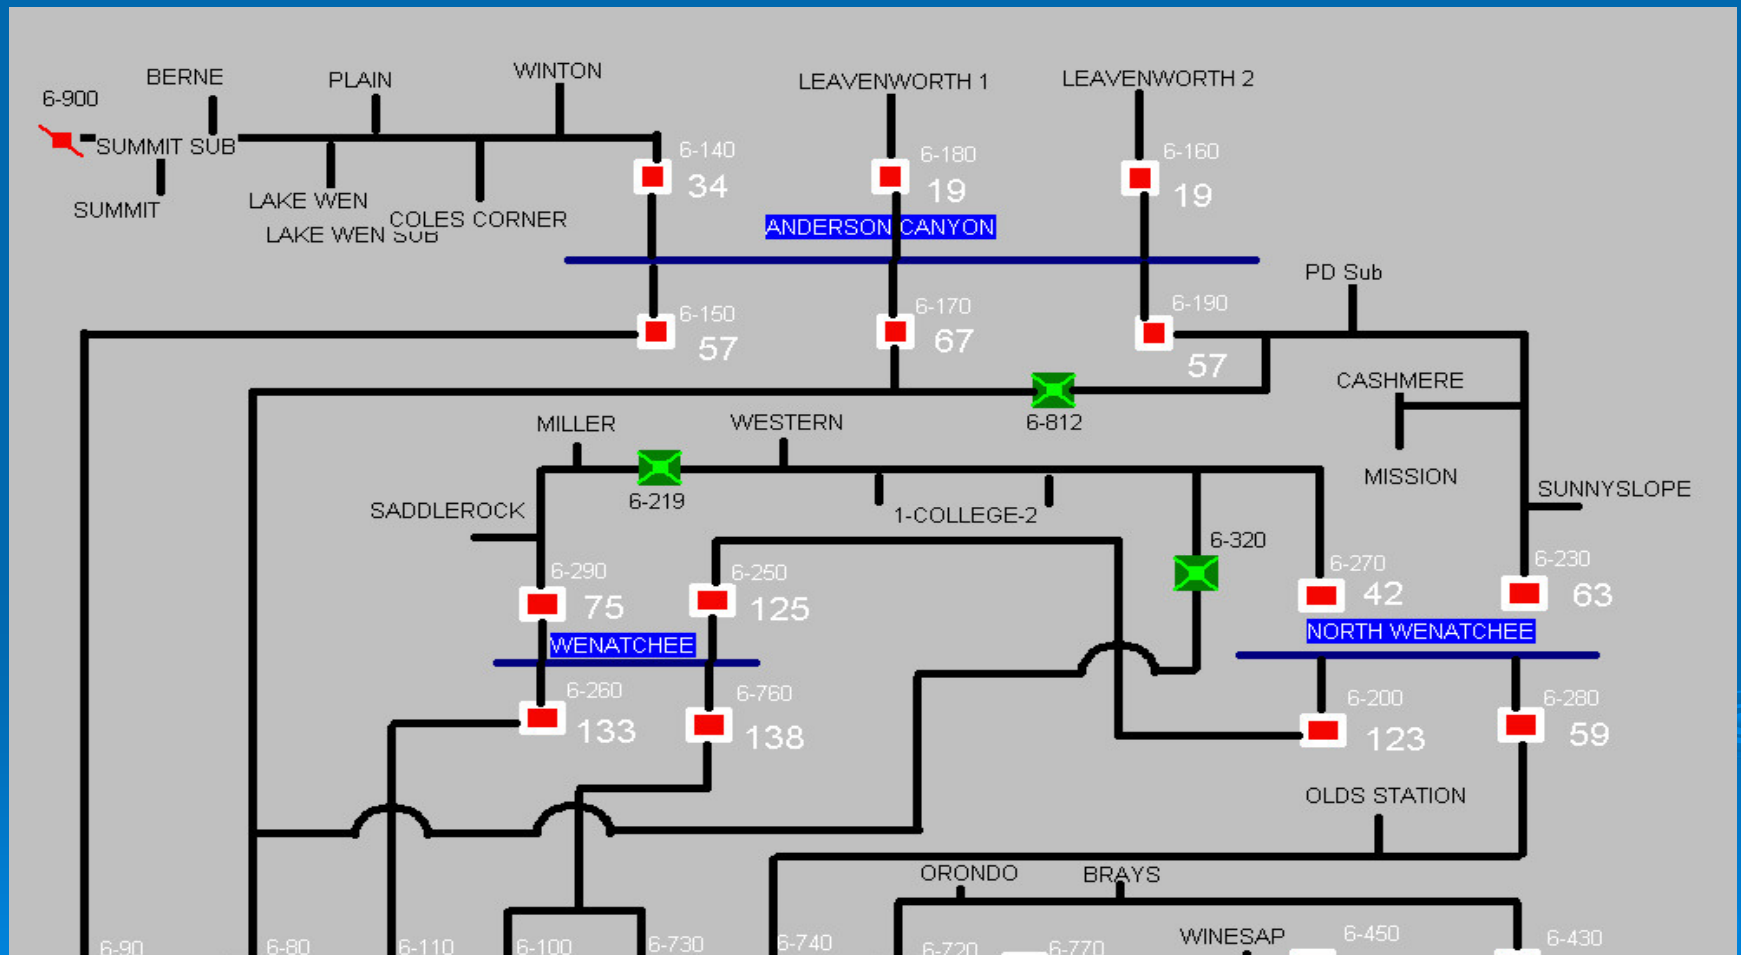 BERNE
PLAIN
WINTON
LEAVENWORTH 1
LEAVENWORTH 2
6-900
SUMMIT SUB
6-140
34
6-180
19
6-160
19
SUMMIT
LAKE WEN
COLES CORNER
LAKE WEN SUB
ANDERSON CANYON
PD Sub
6-150
57
6-170
67
6-190
57
CASHMERE
6-812
MILLER
WESTERN
MISSION
SUNNYSLOPE
6-219
SADDLEROCK
1-COLLEGE-2
6-320
6-290
75
6-250
125
6-270
42
6-230
63
WENATCHEE
NORTH WENATCHEE
6-260
133
6-760
138
6-200
123
6-280
59
OLDS STATION
ORONDO
BRAYS
WINESAP
6-90
6-80
6-110
6-100
6-730
6-740
6-720
6-770
6-450
6-430